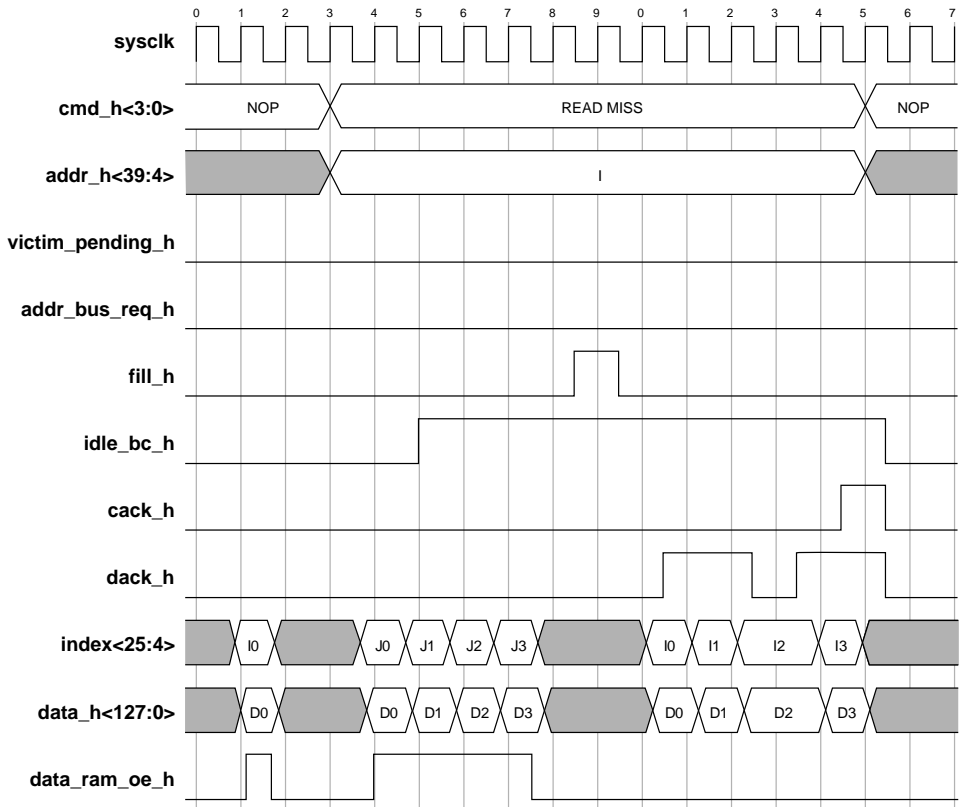 0 1 2 3 4 5 6 7 8 9 0 1 2 3 4 5 6 7
sysclk
cmd_h<3:0> NOP READ MISS NOP
addr_h<39:4> I
victim_pending_h
addr_bus_req_h
fill_h
idle_bc_h
cack_h
dack_h
index<25:4> I0 J0 J1 J2 J3 I0 I1 I2 I3
data_h<127:0> D0 D0 D1 D2 D3 D0 D1 D2 D3
data_ram_oe_h